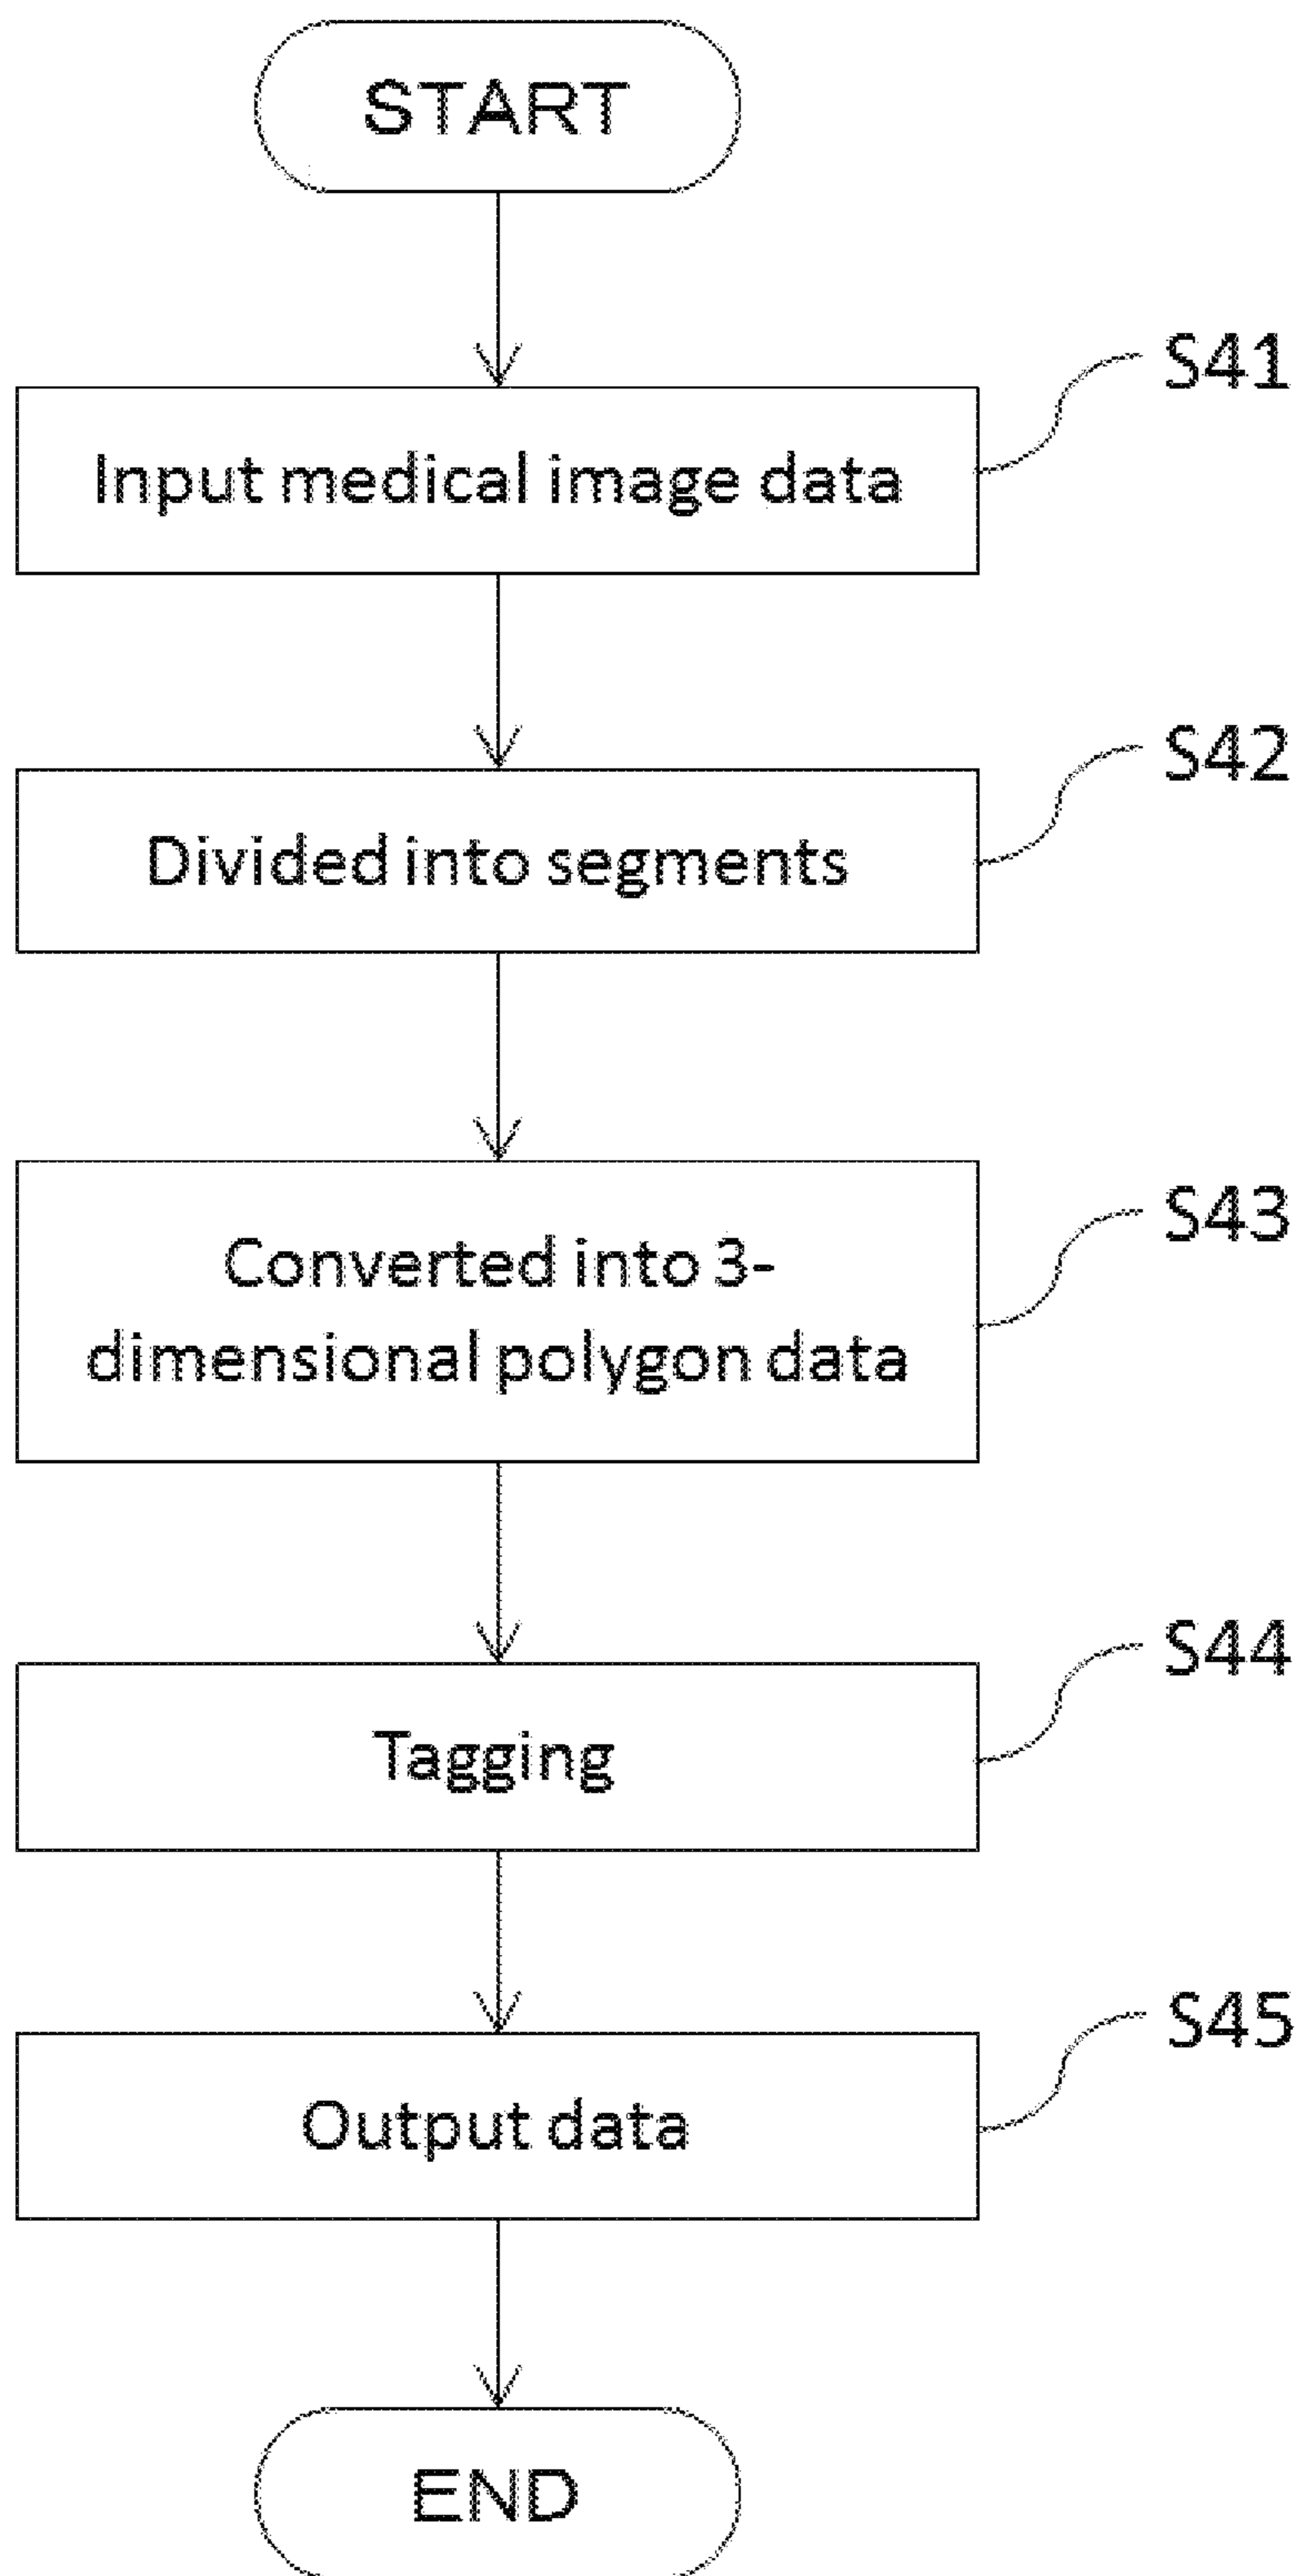 START
S41
Input medical image data
S42
Divided into segments
S43
Converted into 3-
dimensional polygon data
S44
Tagging
S45
Output data
END